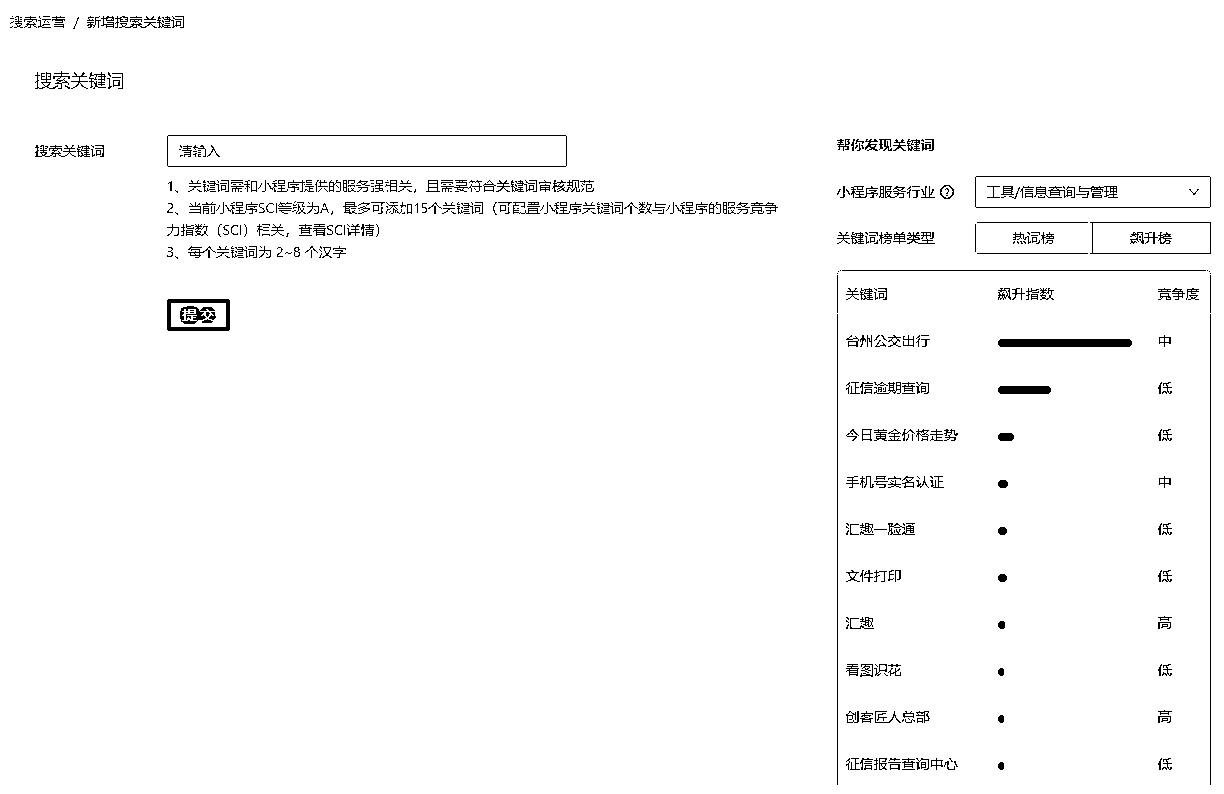 搜索运营 / 新增搜索关键词
搜索关键词
搜索关键词
请输入
1、关键词需和小程序提供的服务强相关，且需要符合关键词审核规范
2、当前小程序SCI等级为A，最多可添加15个关键词（可配置小程序关键词个数与小程序的服务竞争
力指数（SCI）相关，查看SCI详情）
3、每个关键词为 2~8 个汉字
提交
帮你发现关键词
小程序服务行业 ?
工具/信息查询与管理
关键词榜单类型
热词榜 飙升榜
关键词 飙升指数 竞争度
台州公交出行 中
征信逾期查询 低
今日黄金价格走势 低
手机号实名认证 中
汇趣一脸通 低
文件打印 低
汇趣 高
看图识花 低
创客匠人总部 高
征信报告查询中心 低